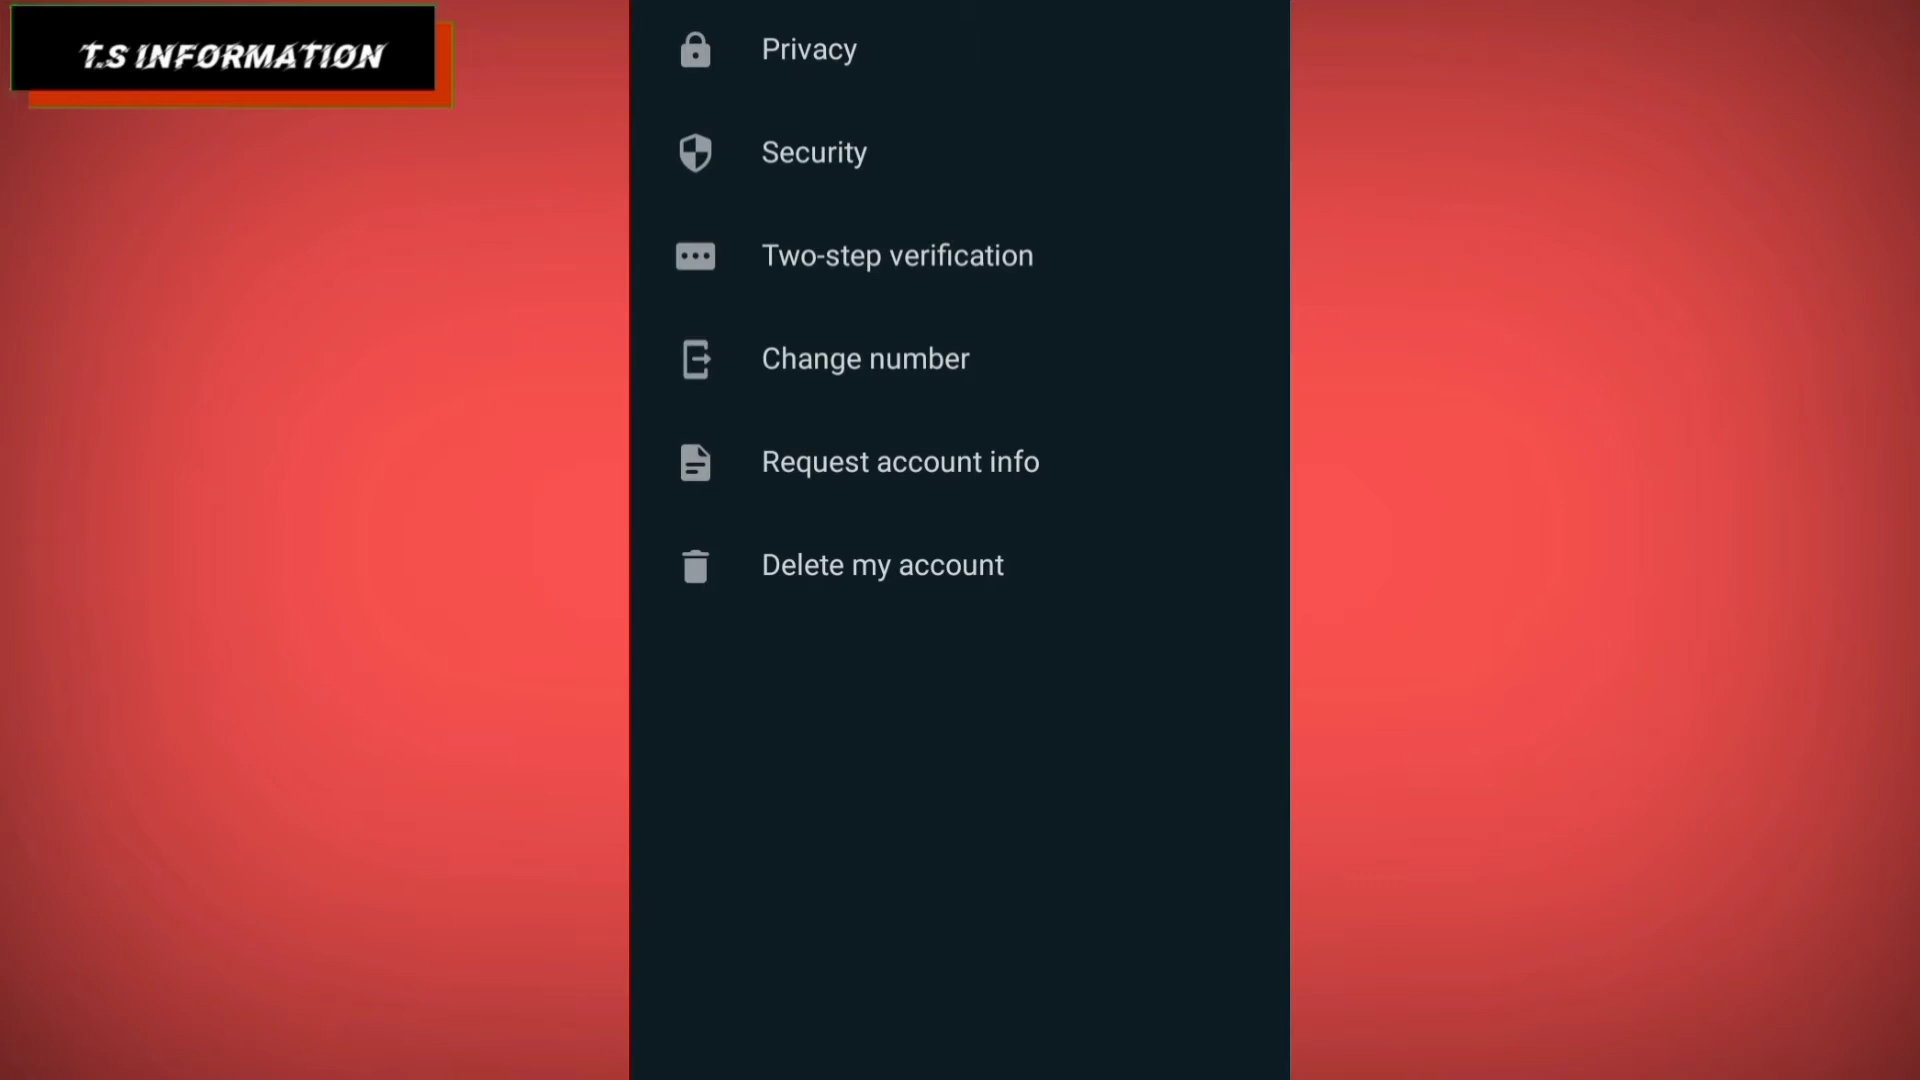 T.S INFORMATION
Privacy
Security
Two-step verification
Change number
Request account info
Delete my account